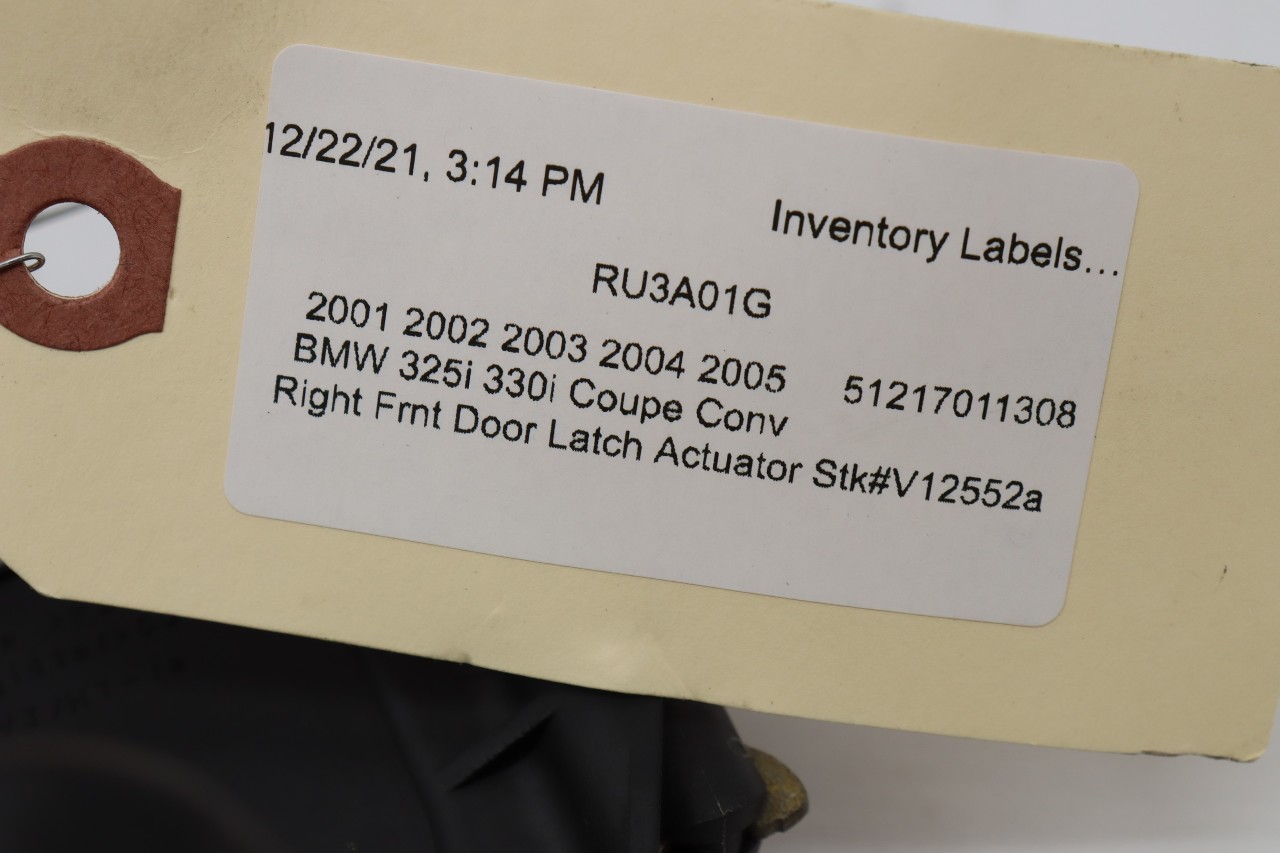 12/22/21, 3:14 PM
Inventory Labels...
RU3A01G
2001 2002 2003 2004 2005 51217011308
BMW 325i 330i Coupe Conv
Right Frnt Door Latch Actuator Stk#V12552a